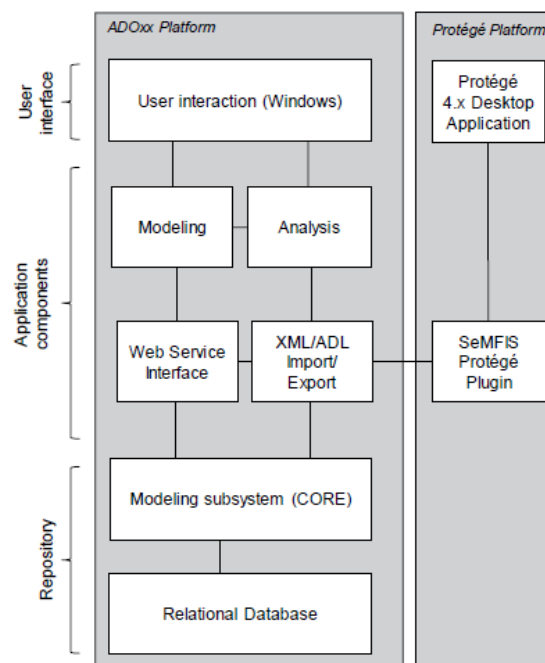 ADOxx Platform
Protégé Platform
User
interface
User interaction (Windows)
Protégé
4.x Desktop
Application
Application
components
Modeling
Analysis
Web Service
Interface
XML/ADL
Import/
Export
SeMFIS
Protégé
Plugin
Repository
Modeling subsystem (CORE)
Relational Database